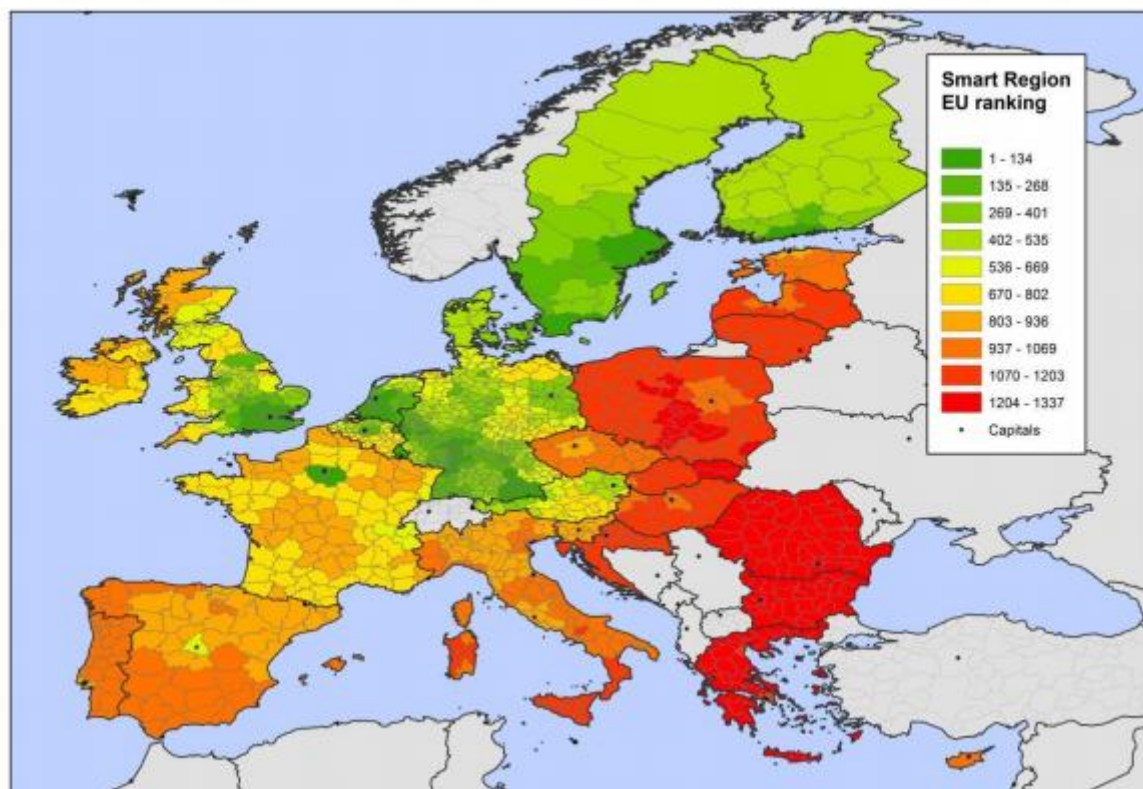 Smart Region
EU ranking
1 - 134
135 - 268
269 - 401
402 - 535
536 - 669
670 - 802
803 - 936
937 - 1069
1070 - 1203
1204 - 1337
Capitals